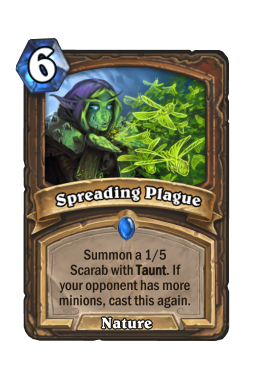 6
Spreading Plague
Summon a 1/5
Scarab with Taunt. If
your opponent has more
minions, cast this again.
Nature